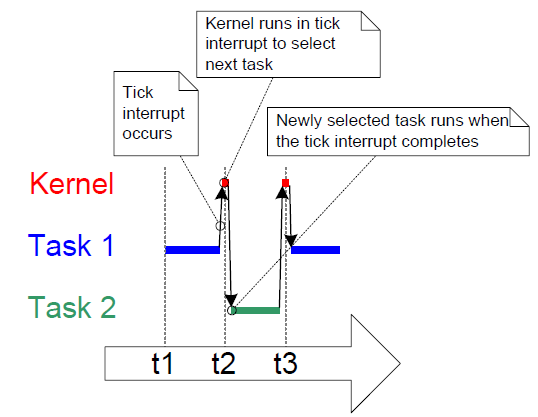 Kernel runs in tick
interrupt to select
next task
Tick
interrupt
occurs
Newly selected task runs when
the tick interrupt completes
Kernel
Task 1
Task 2
t1 t2 t3